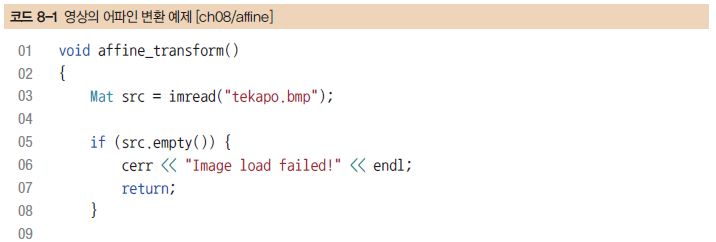 코드 8-1 영상의 어파인 변환 예제 [ch08/affine]
01 void affine_transform()
02 {
03     Mat src = imread("tekapo.bmp");
04
05     if (src.empty()) {
06         cerr << "Image load failed!" << endl;
07         return;
08     }
09